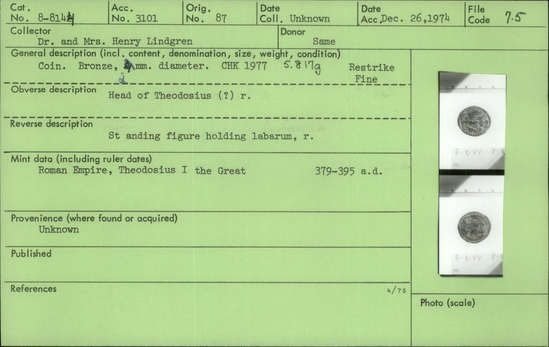 Cat. No. 8-8144 Acc. No. 3101 Orig. No. 87 Date Coll. Unknown Date Acc. Dec. 26, 1974 File Code 7.5
Collector Donor
Dr. and Mrs. Henry Lindgren Same
General description (incl. content, denomination, size, weight, condition)
Coin. Bronze, mm. diameter. CHK 1977 5.817g Restrike
Fine
Obverse description
Head of Theodosius (?) r.
Reverse description
St anding figure holding labarum, r.
Mint data (including ruler dates)
Roman Empire, Theodosius I the Great 379-395 a.d.
Provenience (where found or acquired)
Unknown
Published
References 4/75
Photo (scale)